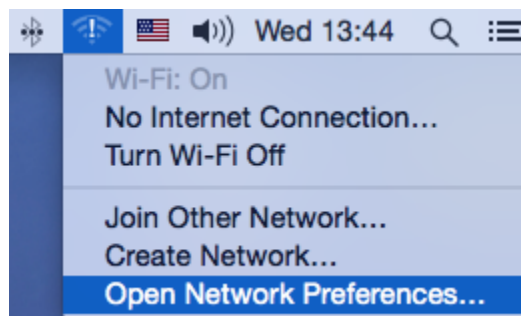 Wed 13:44
Wi-Fi: On
No Internet Connection...
Turn Wi-Fi Off
Join Other Network...
Create Network...
Open Network Preferences...